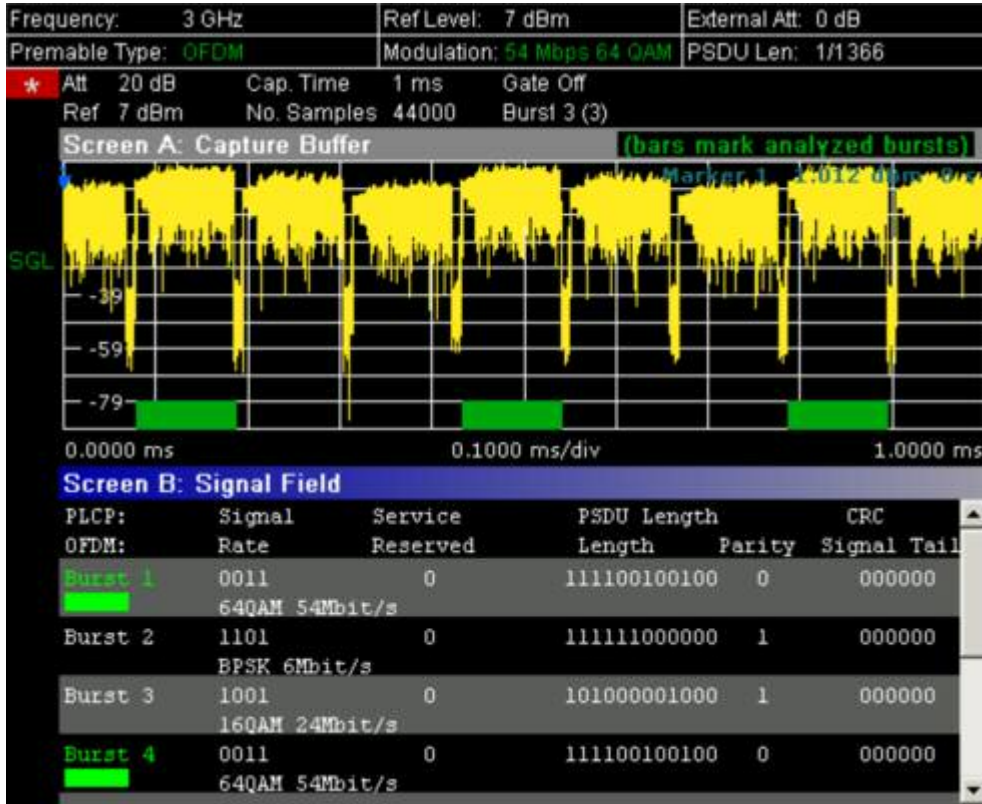 Frequency: 3 GHz Ref Level: 7 dBm External Att: 0 dB
Premable Type: OFDM Modulation: 54 Mbps 64 QAM PSDU Len: 1/1366
* Att 20 dB Cap. Time 1 ms Gate Off
Ref 7 dBm No. Samples 44000 Burst 3 (3)
Screen A: Capture Buffer (bars mark analyzed bursts)
Marker 1 1.012 dBm 0 s
SGL
-39
-59
-79
0.0000 ms 0.1000 ms/div 1.0000 ms
Screen B: Signal Field
PLCP: Signal Service PSDU Length CRC
OFDM: Rate Reserved Length Parity Signal Tail
Burst 1 0011 0 111100100100 0 000000
64QAM 54Mbit/s
Burst 2 1101 0 111111000000 1 000000
BPSK 6Mbit/s
Burst 3 1001 0 101000001000 1 000000
16QAM 24Mbit/s
Burst 4 0011 0 111100100100 0 000000
64QAM 54Mbit/s